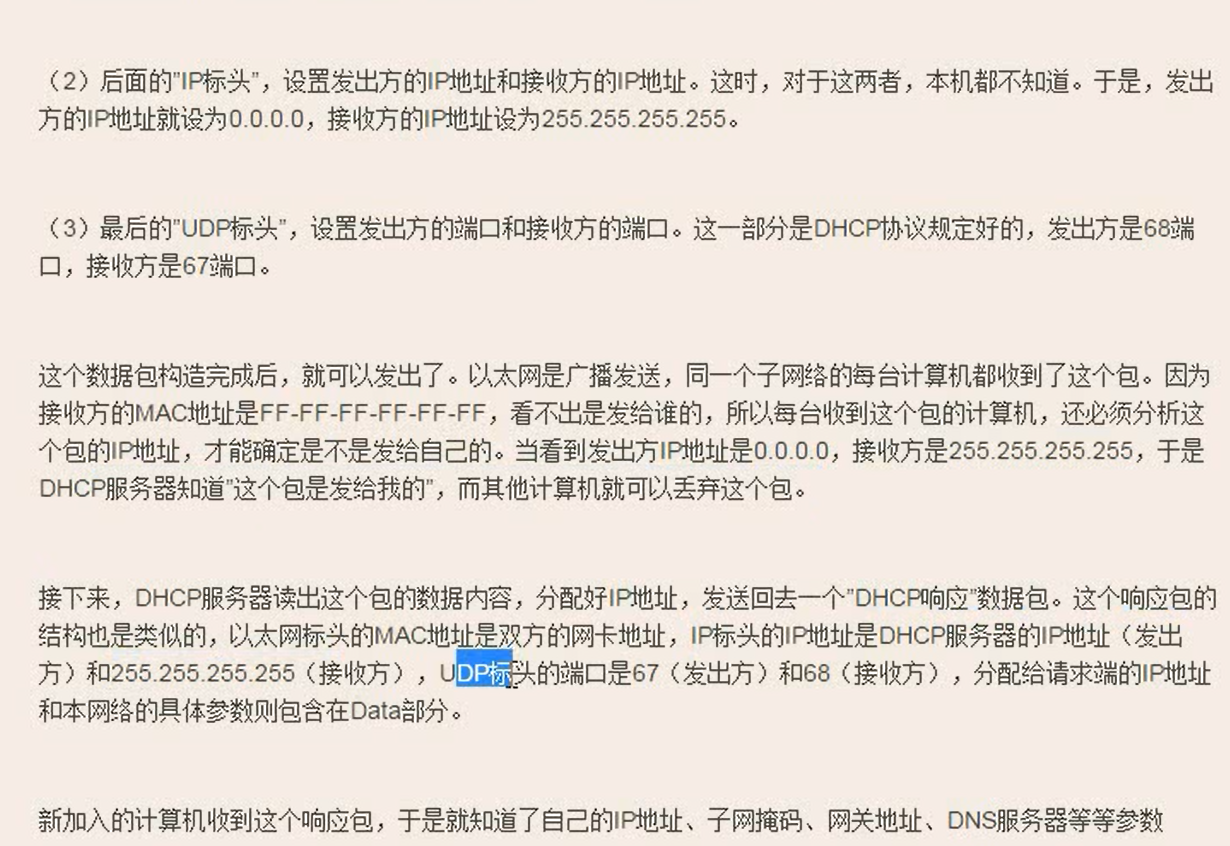 （2）后面的”IP标头”，设置发出方的IP地址和接收方的IP地址。这时，对于这两者，本机都不知道。于是，发出
方的IP地址就设为0.0.0.0，接收方的IP地址设为255.255.255.255。
（3）最后的”UDP标头”，设置发出方的端口和接收方的端口。这一部分是DHCP协议规定好的，发出方是68端
口，接收方是67端口。
这个数据包构造完成后，就可以发出了。以太网是广播发送，同一个子网络的每台计算机都收到了这个包。因为
接收方的MAC地址是FF-FF-FF-FF-FF-FF，看不出是发给谁的，所以每台收到这个包的计算机，还必须分析这
个包的IP地址，才能确定是不是发给自己的。当看到发出方IP地址是0.0.0.0，接收方是255.255.255.255，于是
DHCP服务器知道”这个包是发给我的”，而其他计算机就可以丢弃这个包。
接下来，DHCP服务器读出这个包的数据内容，分配好IP地址，发送回去一个”DHCP响应”数据包。这个响应包的
结构也是类似的，以太网标头的MAC地址是双方的网卡地址，IP标头的IP地址是DHCP服务器的IP地址（发出
方）和255.255.255.255（接收方），UDP标头的端口是67（发出方）和68（接收方），分配给请求端的IP地址
和本网络的具体参数则包含在Data部分。
新加入的计算机收到这个响应包，于是就知道了自己的IP地址、子网掩码、网关地址、DNS服务器等等参数